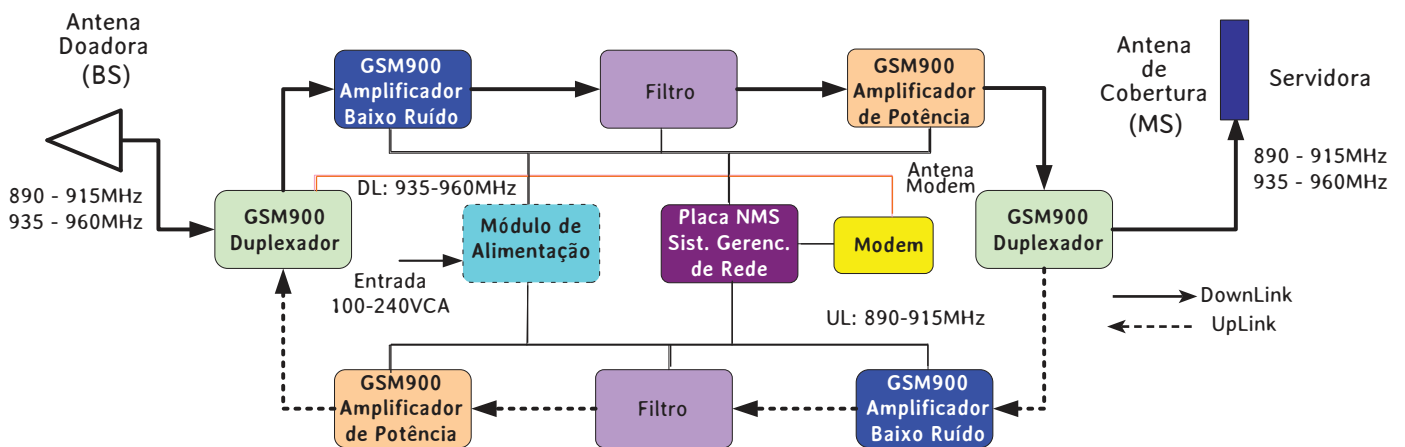 Antena
Doadora
(BS)
GSM900
Amplificador
Baixo Ruído
Filtro
GSM900
Amplificador
de Potência
Antena
de
Cobertura
(MS)
Servidora
890 - 915MHz
935 - 960MHz
GSM900
Duplexador
DL: 935-960MHz
Módulo de
Alimentação
Entrada
100-240VCA
Placa NMS
Sist. Gerenc.
de Rede
Modem
Antena
Modem
GSM900
Duplexador
890 - 915MHz
935 - 960MHz
DownLink
UpLink
UL: 890-915MHz
GSM900
Amplificador
de Potência
Filtro
GSM900
Amplificador
Baixo Ruído